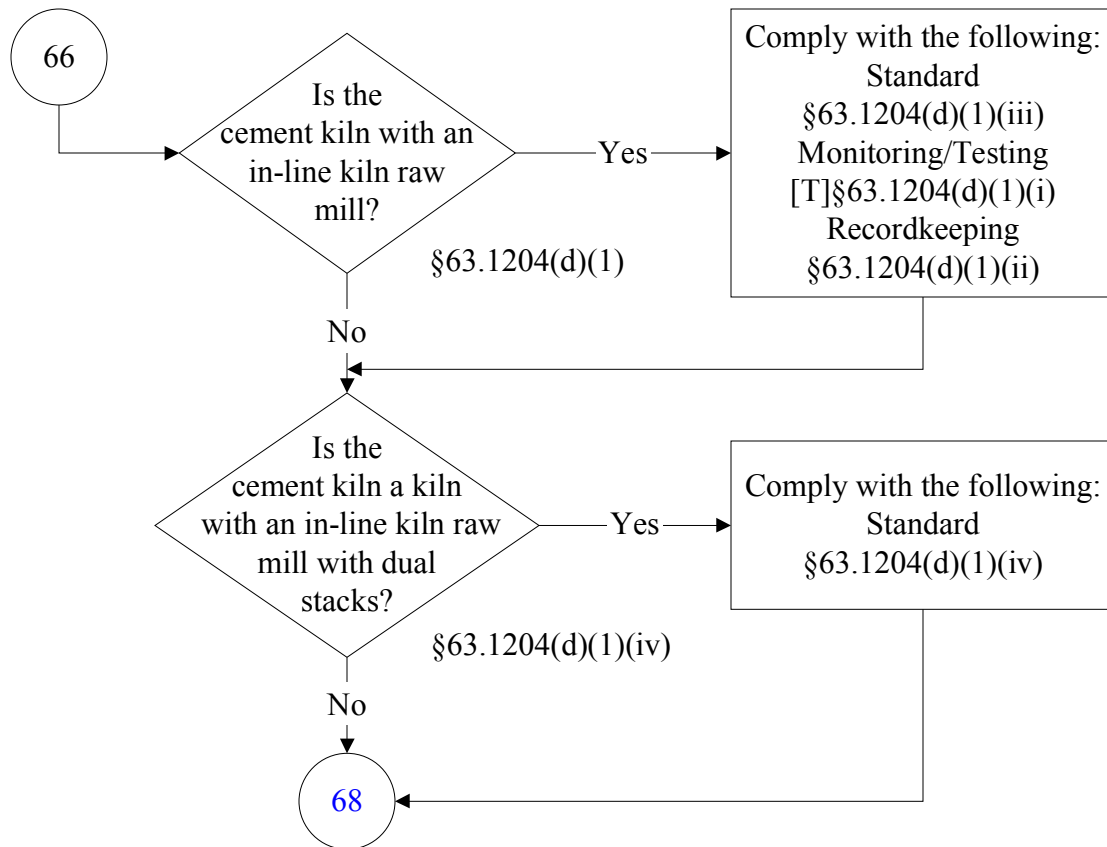 66
Is the
cement kiln with an
in-line kiln raw
mill?
Yes
Comply with the following:
Standard
§63.1204(d)(1)(iii)
Monitoring/Testing
[T]§63.1204(d)(1)(i)
Recordkeeping
§63.1204(d)(1)(ii)
§63.1204(d)(1)
No
Is the
cement kiln a kiln
with an in-line kiln raw
mill with dual
stacks?
Yes
Comply with the following:
Standard
§63.1204(d)(1)(iv)
§63.1204(d)(1)(iv)
No
68